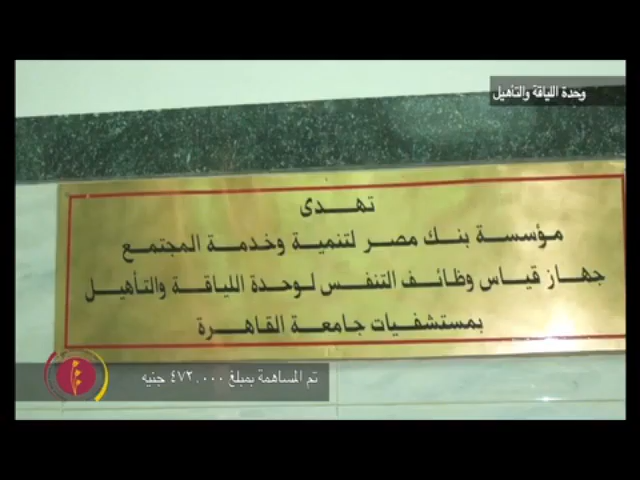 وحدة اللياقة والتأهيل
تهدى
مؤسسة بنك مصر لتنمية وخدمة المجتمع
جهاز قياس وظائف التنفس لوحدة اللياقة والتأهيل
بمستشفيات جامعة القاهرة
تم المساهمة بمبلغ ٤٧٢.٠٠٠ جنيه